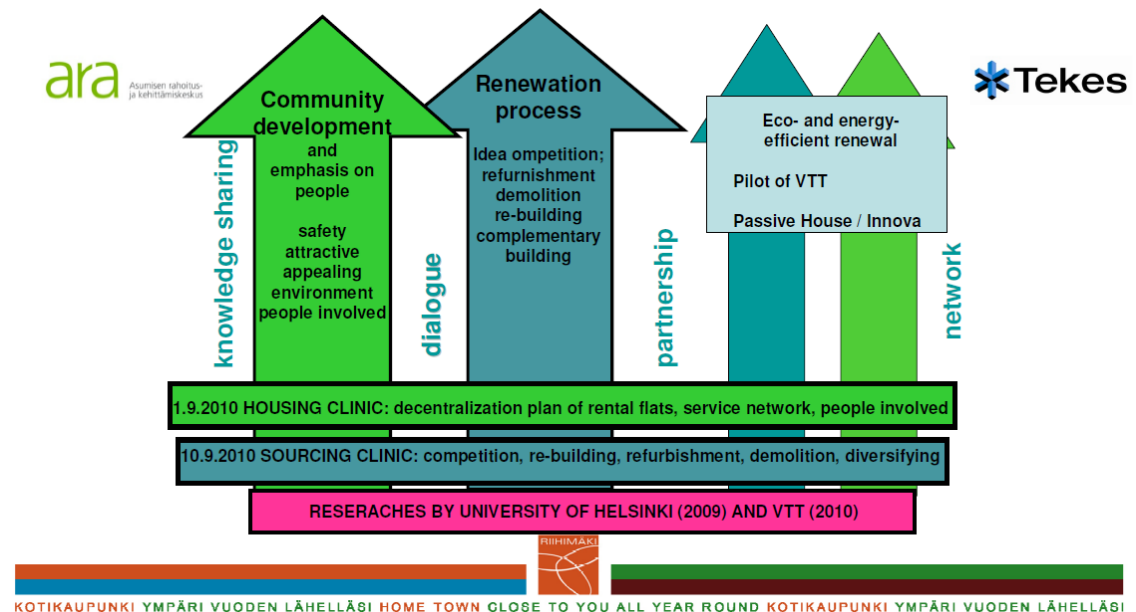 ara
Asumisen rahoitus-
ja kehittämiskeskus
Tekes
knowledge sharing
Community
development
and
emphasis on
people
safety
attractive
appealing
environment
people involved
dialogue
Renewation
process
Idea ompetition;
refurnishment
demolition
re-building
complementary
building
partnership
Eco- and energy-
efficient renewal
Pilot of VTT
Passive House / Innova
network
1.9.2010 HOUSING CLINIC: decentralization plan of rental flats, service network, people involved
10.9.2010 SOURCING CLINIC: competition, re-building, refurbishment, demolition, diversifying
RESERACHES BY UNIVERSITY OF HELSINKI (2009) AND VTT (2010)
RIIHIMÄKI
KOTIKAUPUNKI YMPÄRI VUODEN LÄHELLÄSI HOME TOWN CLOSE TO YOU ALL YEAR ROUND KOTIKAUPUNKI YMPÄRI VUODEN LÄHELLÄSI